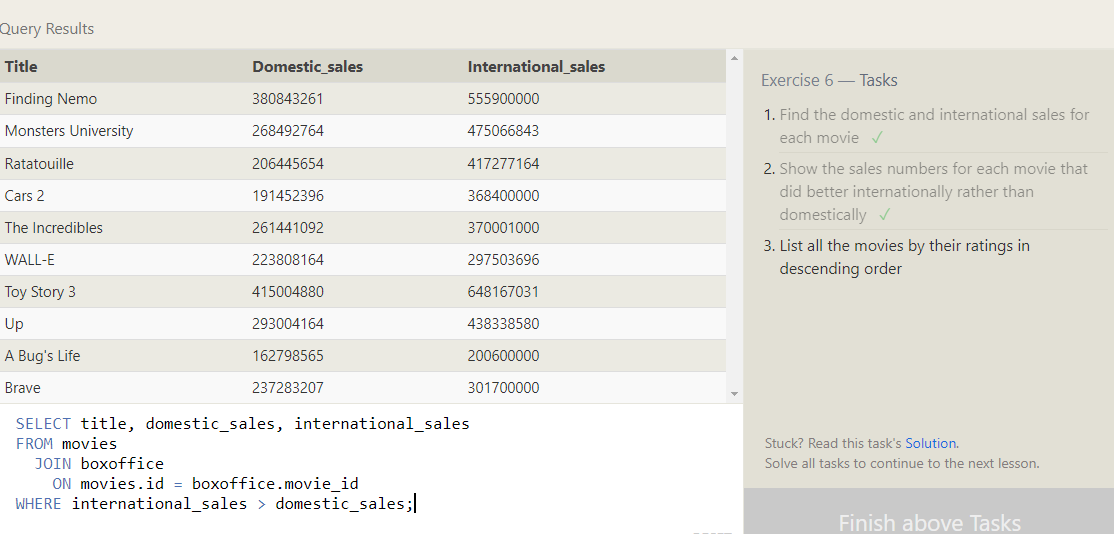 Query Results
Title Domestic_sales International_sales
Finding Nemo 380843261 555900000
Monsters University 268492764 475066843
Ratatouille 206445654 417277164
Cars 2 191452396 368400000
The Incredibles 261441092 370001000
WALL-E 223808164 297503696
Toy Story 3 415004880 648167031
Up 293004164 438338580
A Bug's Life 162798565 200600000
Brave 237283207 301700000
SELECT title, domestic_sales, international_sales
FROM movies
JOIN boxoffice
ON movies.id = boxoffice.movie_id
WHERE international_sales > domestic_sales;
Exercise 6 — Tasks
1. Find the domestic and international sales for
each movie ✓
2. Show the sales numbers for each movie that
did better internationally rather than
domestically ✓
3. List all the movies by their ratings in
descending order
Stuck? Read this task's Solution.
Solve all tasks to continue to the next lesson.
Finish above Tasks